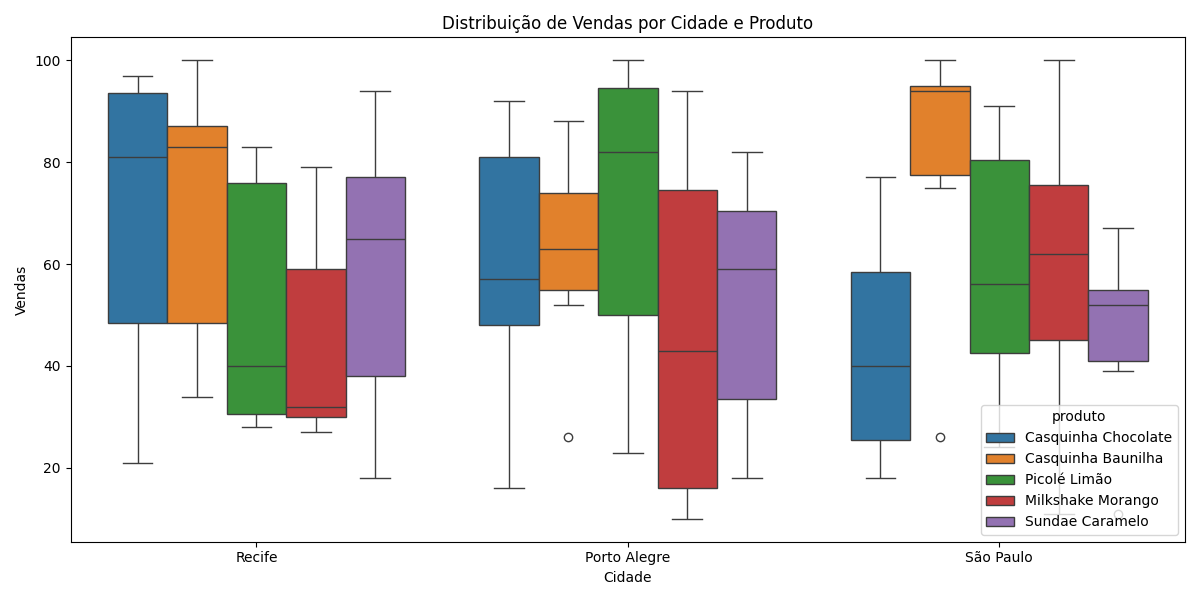 Distribuição de Vendas por Cidade e Produto
Vendas
100
80
60
40
20
produto
Casquinha Chocolate
Casquinha Baunilha
Picolé Limão
Milkshake Morango
Sundae Caramelo
Recife
Porto Alegre
São Paulo
Cidade